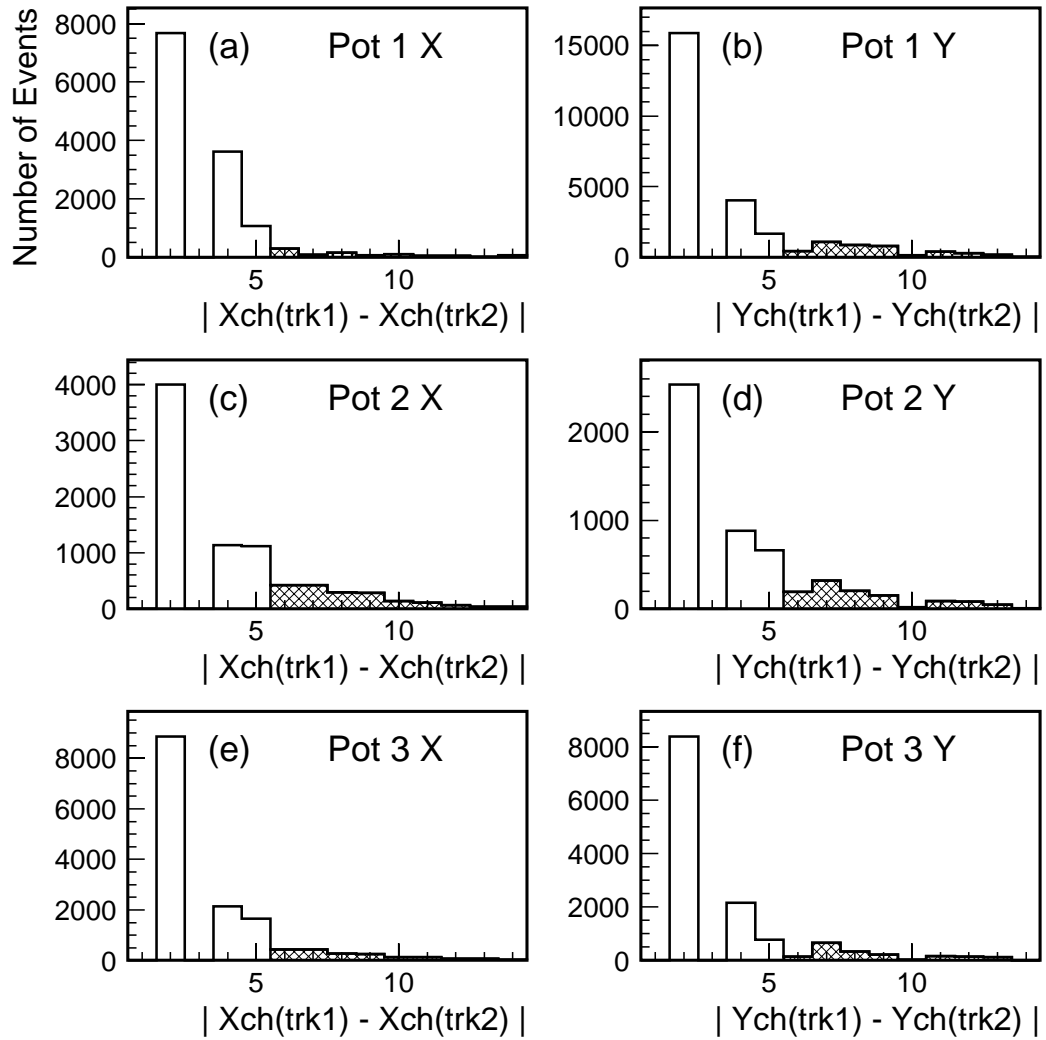 Number of Events
8000
6000
4000
2000
0
(a) Pot 1 X
5 10
| Xch(trk1) - Xch(trk2) |
15000
10000
5000
0
(b) Pot 1 Y
5 10
| Ych(trk1) - Ych(trk2) |
4000
3000
2000
1000
0
(c) Pot 2 X
5 10
| Xch(trk1) - Xch(trk2) |
2000
1000
0
(d) Pot 2 Y
5 10
| Ych(trk1) - Ych(trk2) |
8000
6000
4000
2000
0
(e) Pot 3 X
5 10
| Xch(trk1) - Xch(trk2) |
8000
6000
4000
2000
0
(f) Pot 3 Y
5 10
| Ych(trk1) - Ych(trk2) |